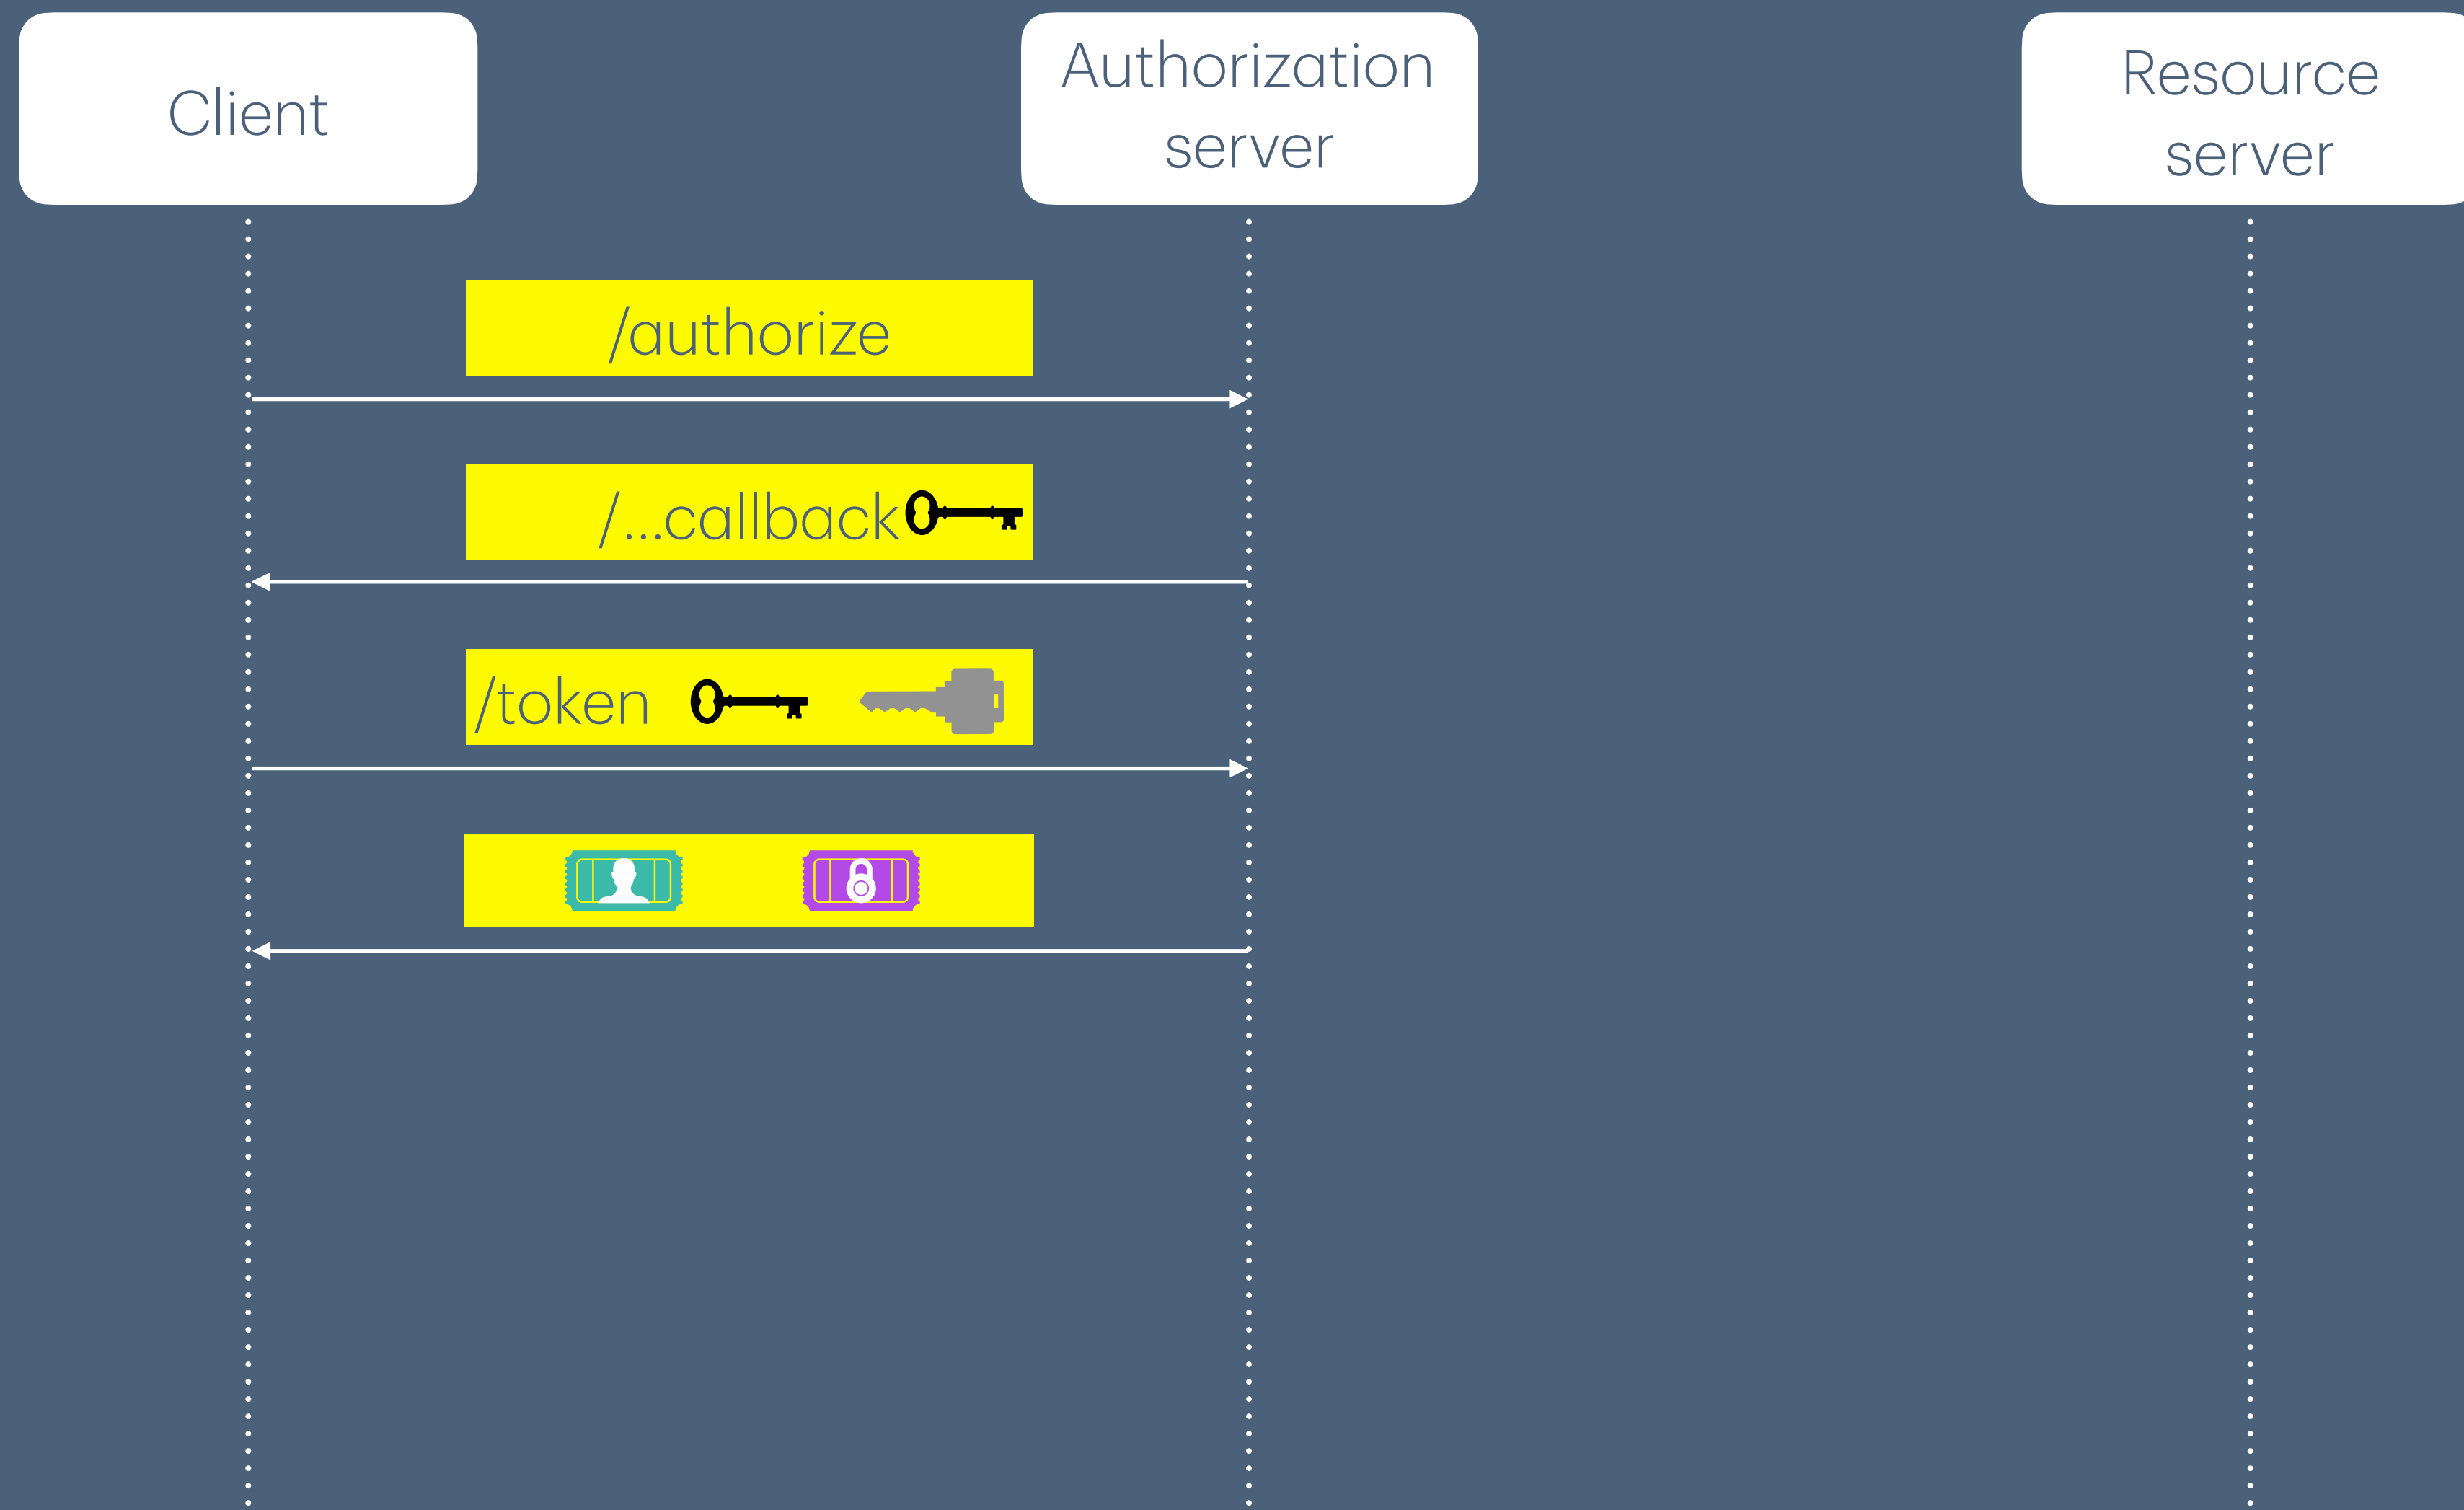 Client
Authorization
server
Resource
server
/authorize
/...callback
/token